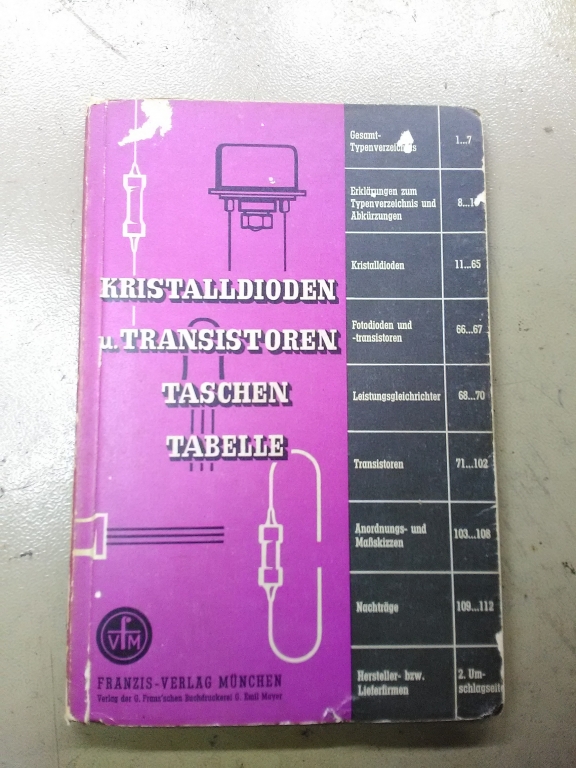 KRISTALLDIODEN
u. TRANSISTOREN
TASCHEN
TABELLE
VFM
FRANZIS-VERLAG MÜNCHEN
Verlag der G. Franz'schen Buchdruckerei G. Emil Mayer
Gesamt-
Typenverzeichnis
1...7
Erklärungen zum
Typenverzeichnis und
Abkürzungen
Kristalldioden
11...65
Fotodioden und
-transistoren
66...67
Leistungsgleichrichter
68...70
Transistoren
71...102
Anordnungs- und
Maßskizzen
103...108
Nachträge
109...112
Hersteller- bzw.
Lieferfirmen
2. Um-
schlagseite